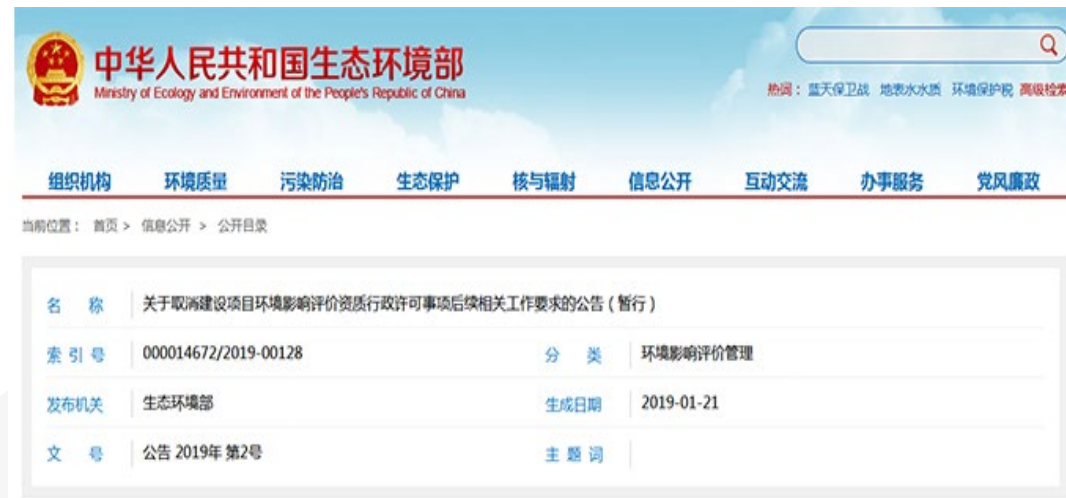 中华人民共和国生态环境部
Ministry of Ecology and Environment of the People's Republic of China
热词： 蓝天保卫战 地表水水质 环境保护税 高级检索
组织机构 环境质量 污染防治 生态保护 核与辐射 信息公开 互动交流 办事服务 党风廉政
当前位置： 首页 > 信息公开 > 公开目录
名 称 关于取消建设项目环境影响评价资质行政许可事项后续相关工作要求的公告（暂行）
索 引 号 000014672/2019-00128 分 类 环境影响评价管理
发布机关 生态环境部 生成日期 2019-01-21
文 号 公告 2019年 第2号 主 题 词